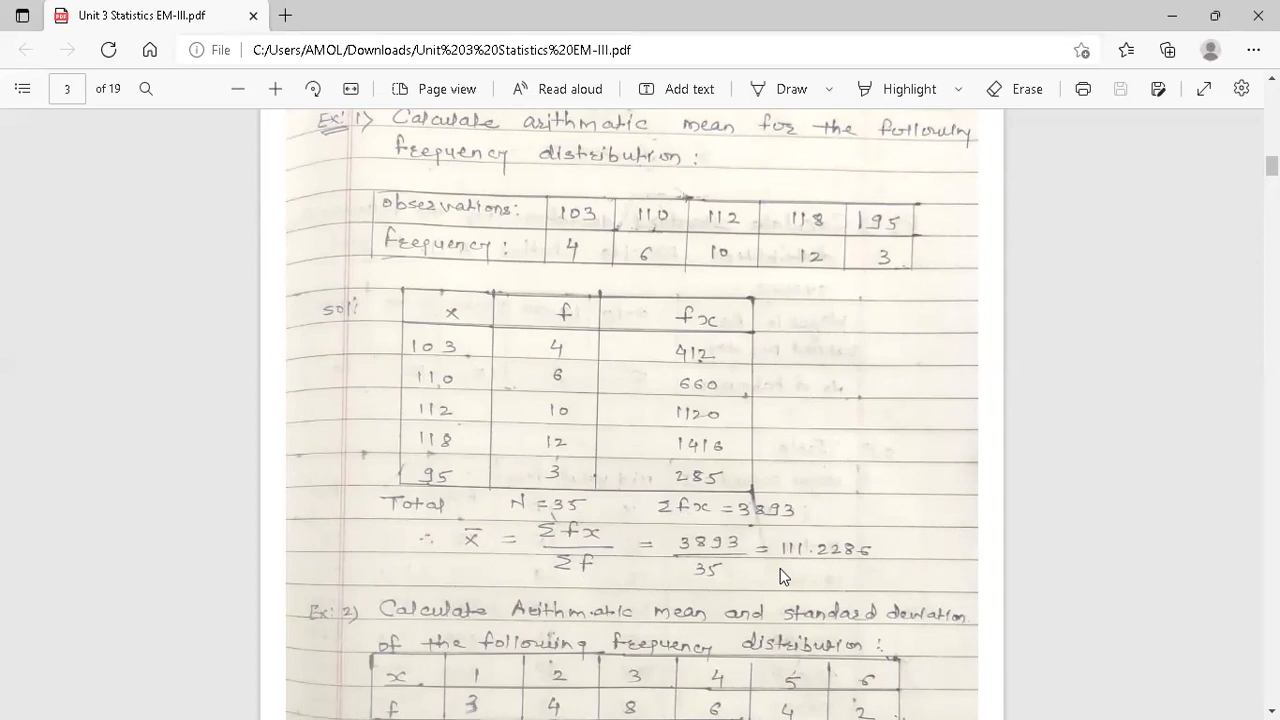 Unit 3 Statistics EM-III.pdf
File C:/Users/AMOL/Downloads/Unit%203%20Statistics%20EM-III.pdf
3 of 19 Page view Read aloud Add text Draw Highlight Erase
Ex: 1) Calculate arithmatic mean for the following
frequency distribution:
observations: 103 110 112 118 195
frequency: 4 6 10 12 3
soln: x f fx
103 4 412
110 6 660
112 10 1120
118 12 1416
95 3 285
Total N = 35 Σfx = 3893
∴ x̄ = Σfx / Σf = 3893 / 35 = 111.2286
Ex: 2) Calculate Arithmatic mean and standard deviation
of the following frequency distribution:
x 1 2 3 4 5 6
f 3 4 8 6 4 2